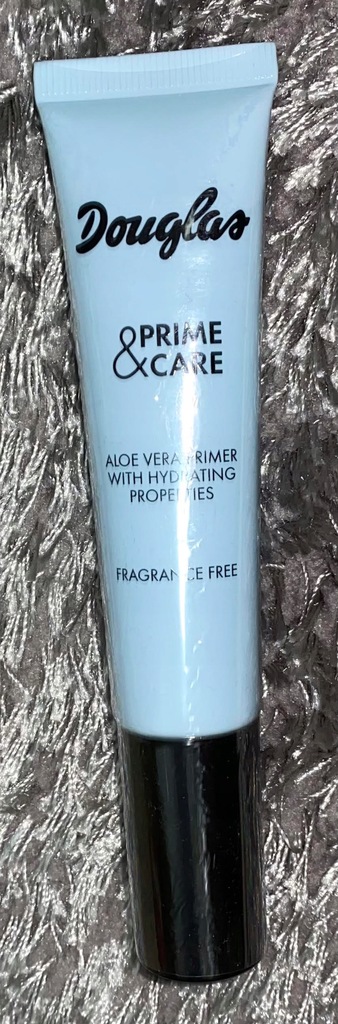 Douglas
PRIME
&CARE
ALOE VERA PRIMER
WITH HYDRATING
PROPERTIES
FRAGRANCE FREE